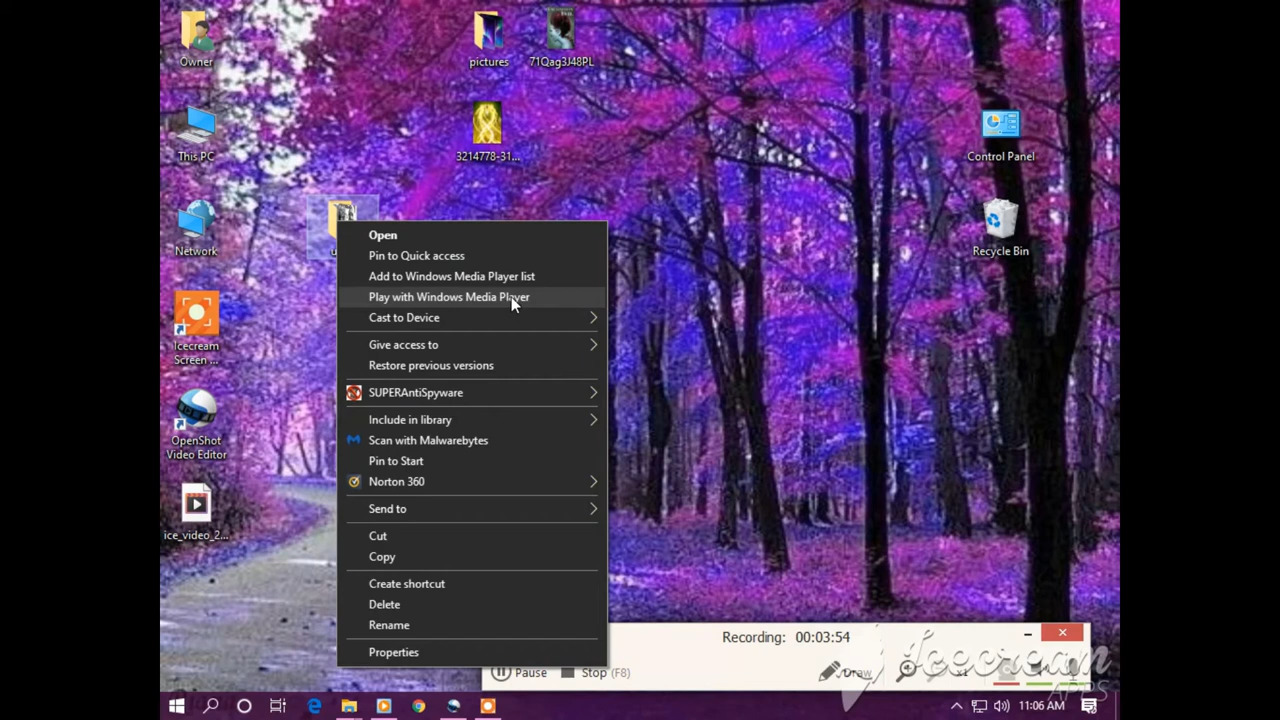 Owner
pictures
71Qag3J48PL
This PC
3214778-31...
Control Panel
Network
Recycle Bin
Icecream
Screen ...
OpenShot
Video Editor
ice_video_2...
Open
Pin to Quick access
Add to Windows Media Player list
Play with Windows Media Player
Cast to Device
Give access to
Restore previous versions
SUPERAntiSpyware
Include in library
Scan with Malwarebytes
Pin to Start
Norton 360
Send to
Cut
Copy
Create shortcut
Delete
Rename
Properties
Recording: 00:03:54
Pause
Stop (F8)
Draw
Icecream
APPS
11:06 AM